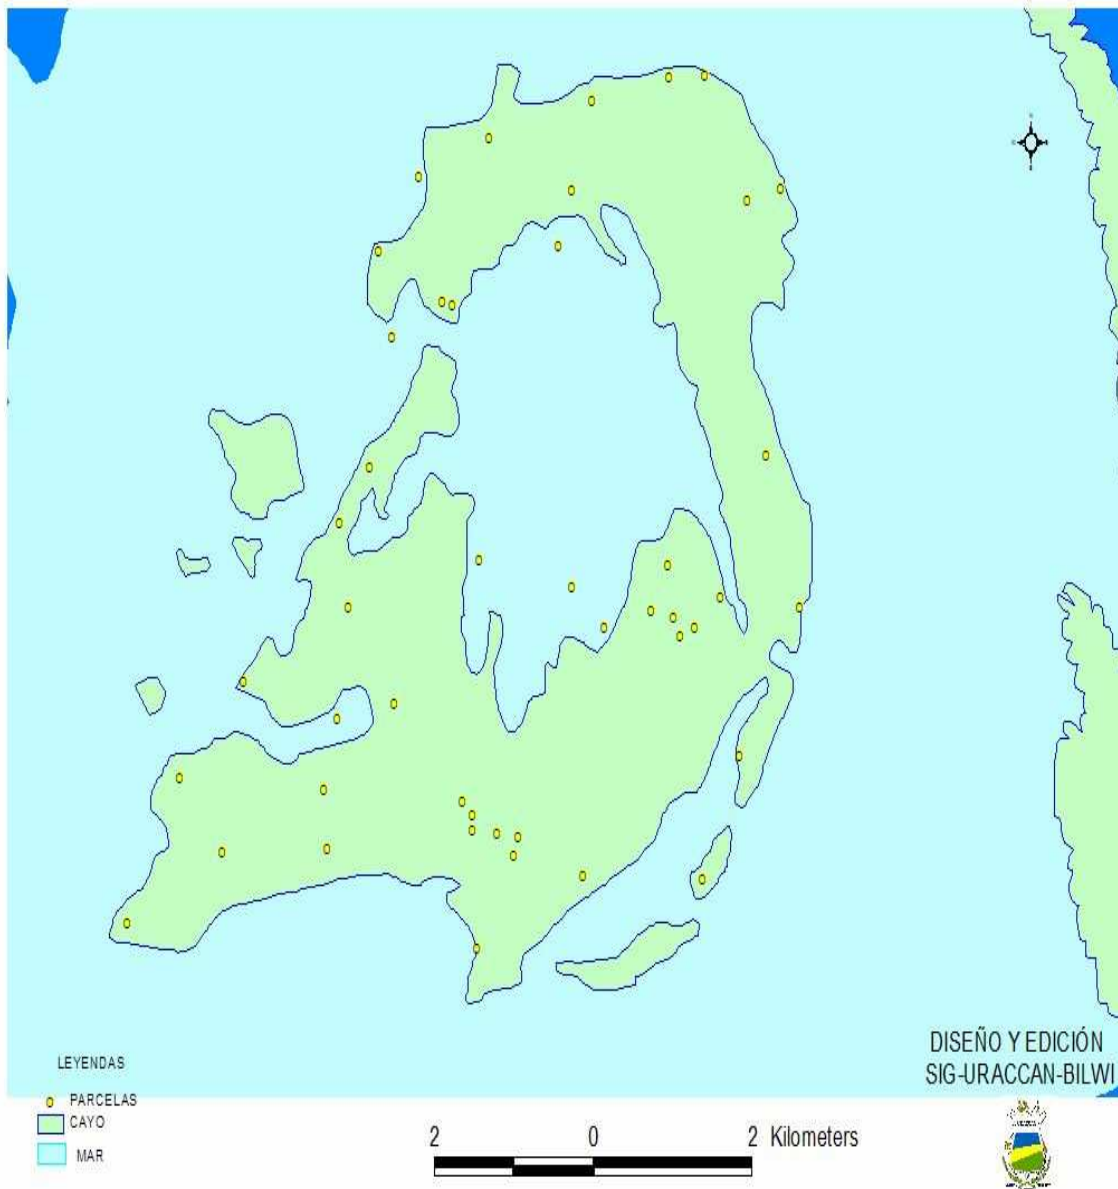 DISEÑO Y EDICIÓN
SIG-URACCAN-BILWI
LEYENDAS
PARCELAS
CAYO
MAR
2 0 2 Kilometers